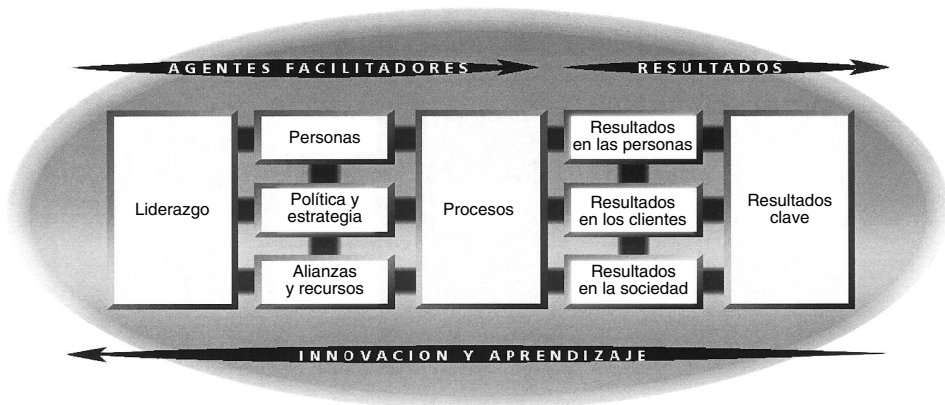 AGENTES FACILITADORES
RESULTADOS
Liderazgo
Personas
Política y
estrategia
Alianzas
y recursos
Procesos
Resultados
en las personas
Resultados
en los clientes
Resultados
en la sociedad
Resultados
clave
INNOVACION Y APRENDIZAJE